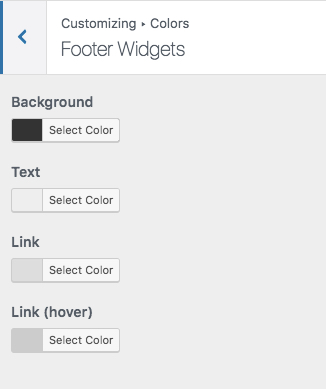 Customizing ▸ Colors
Footer Widgets
Background
Select Color
Text
Select Color
Link
Select Color
Link (hover)
Select Color